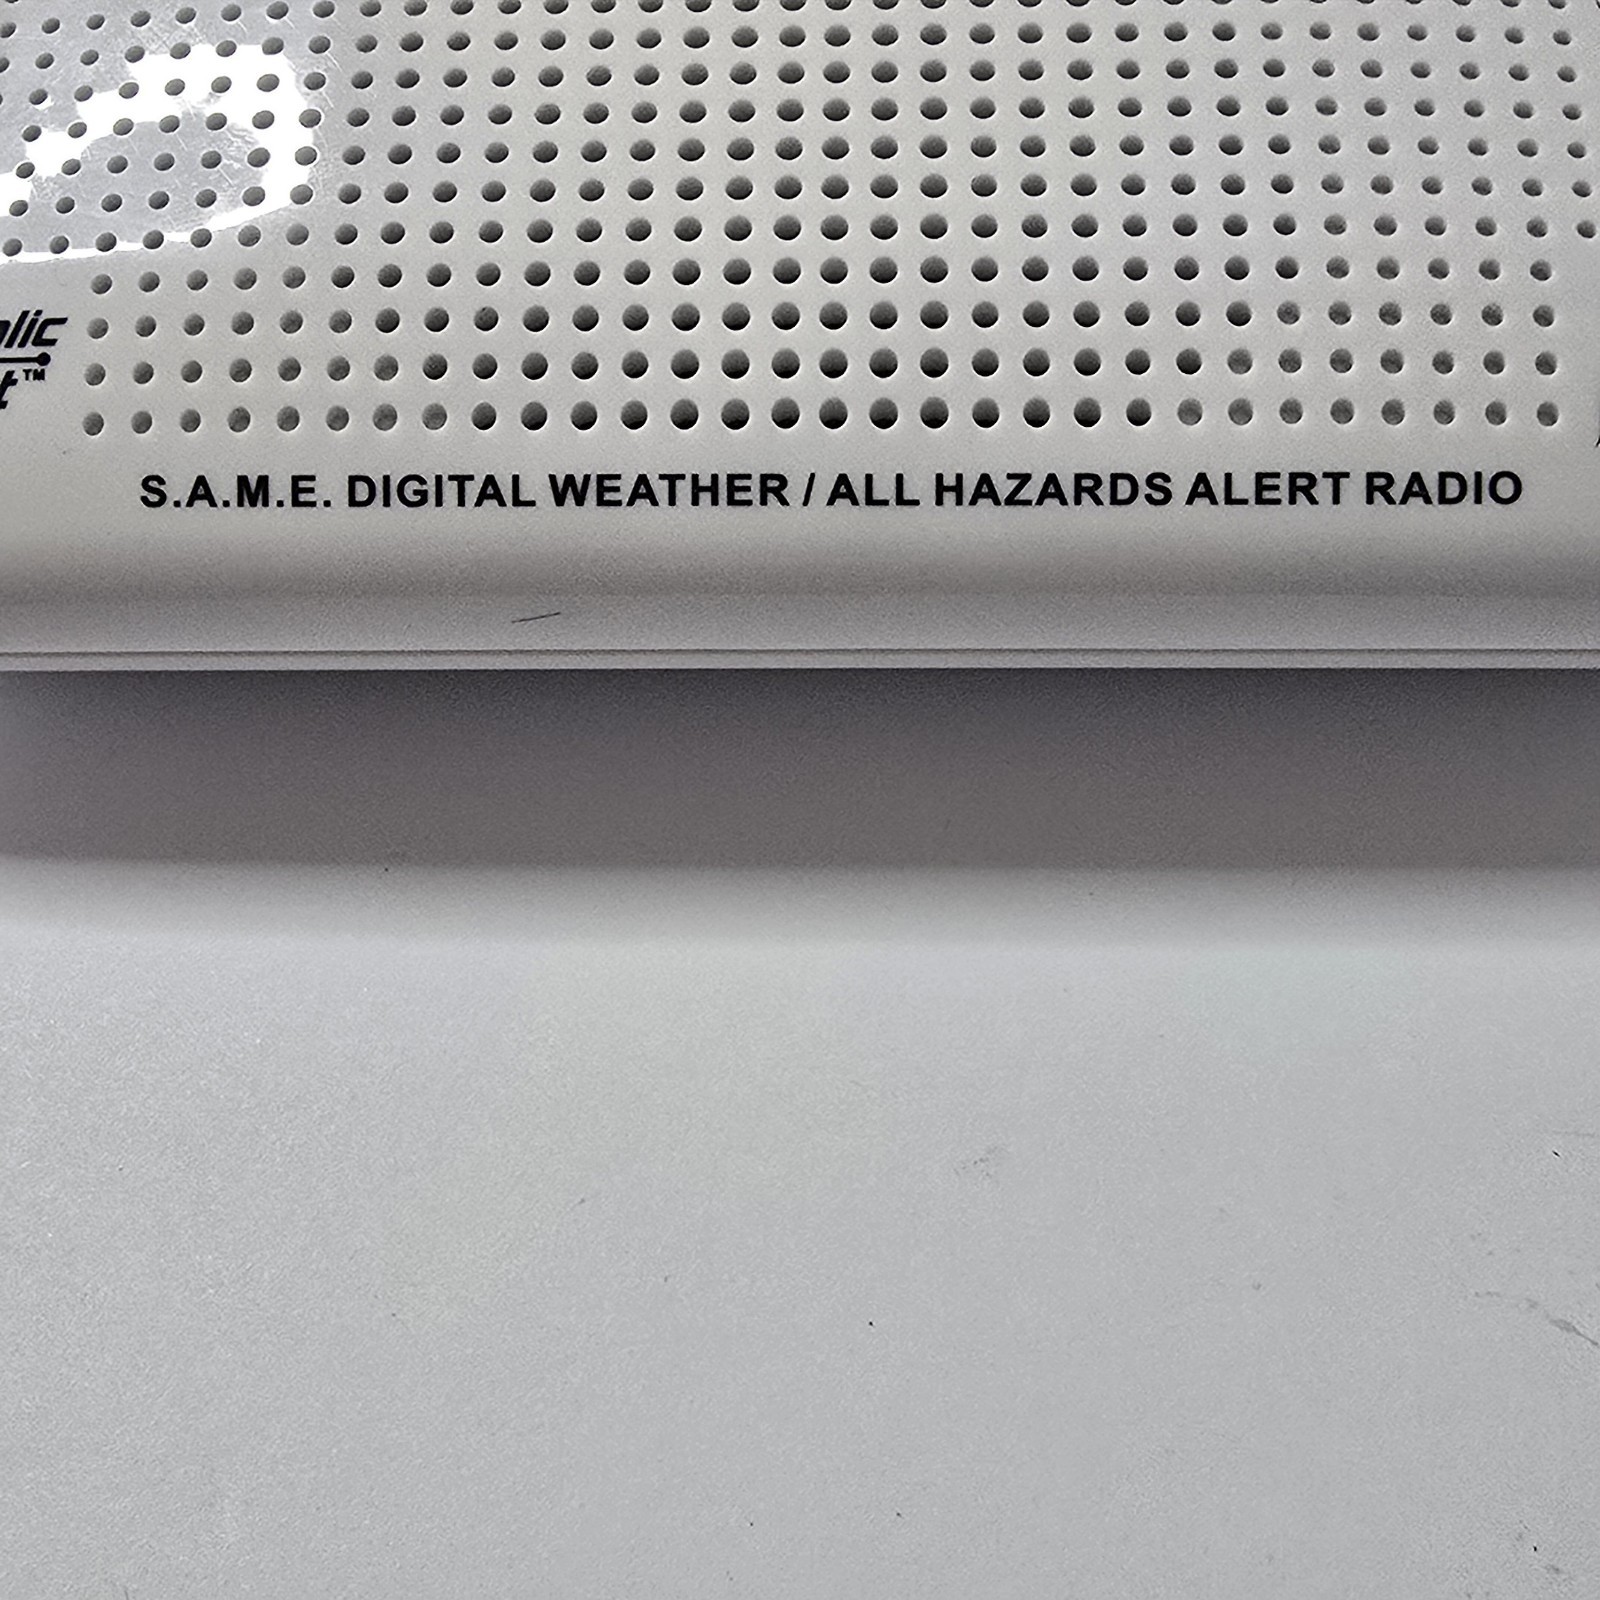 S.A.M.E. DIGITAL WEATHER / ALL HAZARDS ALERT RADIO